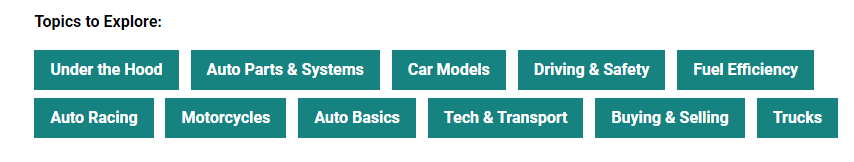 Topics to Explore:
Under the Hood Auto Parts & Systems Car Models Driving & Safety Fuel Efficiency
Auto Racing Motorcycles Auto Basics Tech & Transport Buying & Selling Trucks